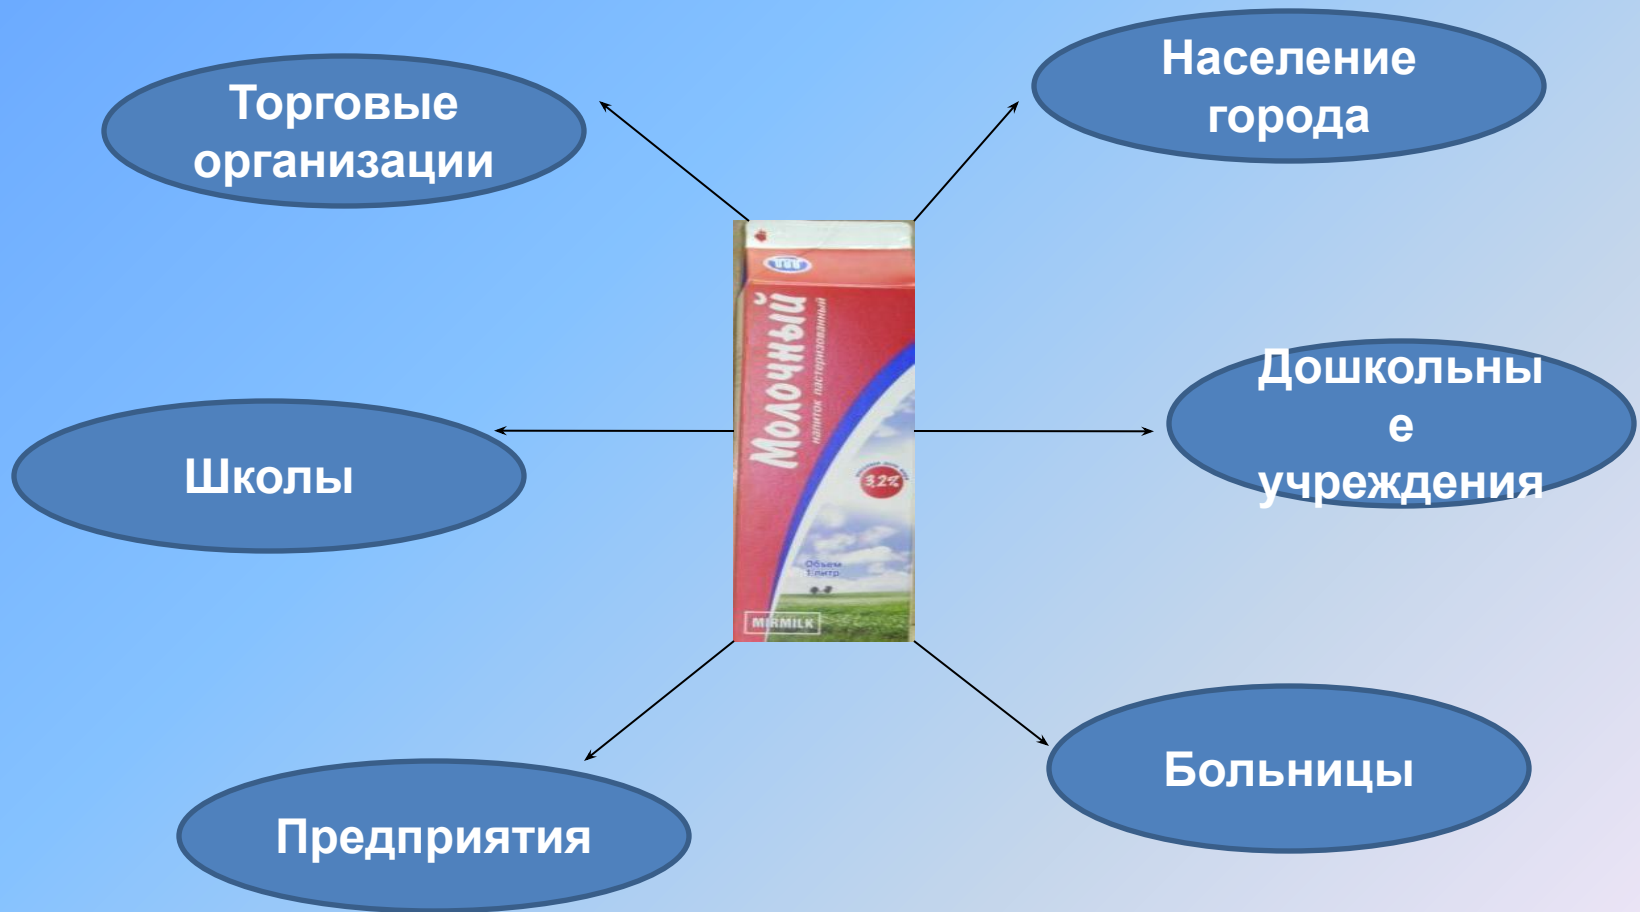 Население
города
Торговые
организации
Молочный
напиток пастеризованный
Дошкольны
е
учреждения
Школы
3,2%
Объем
1 литр
MIRMILK
Больницы
Предприятия